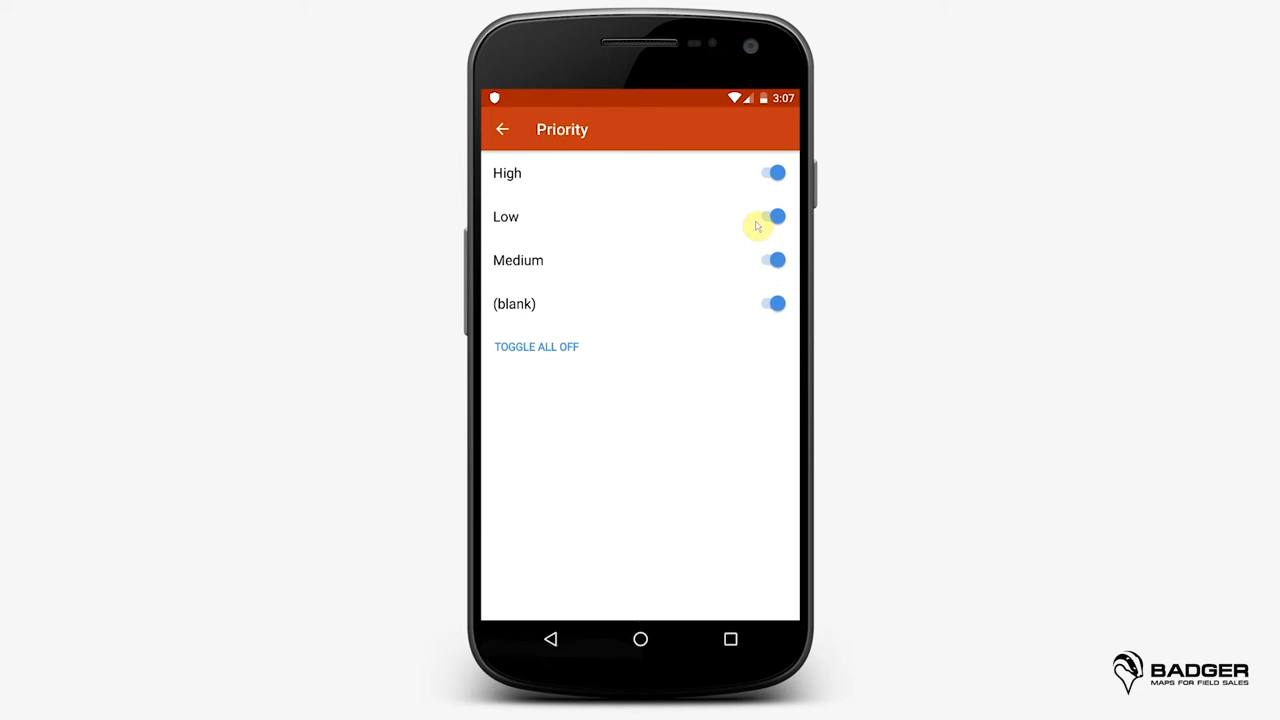 3:07
Priority
High
Low
Medium
(blank)
TOGGLE ALL OFF
BADGER
MAPS FOR FIELD SALES